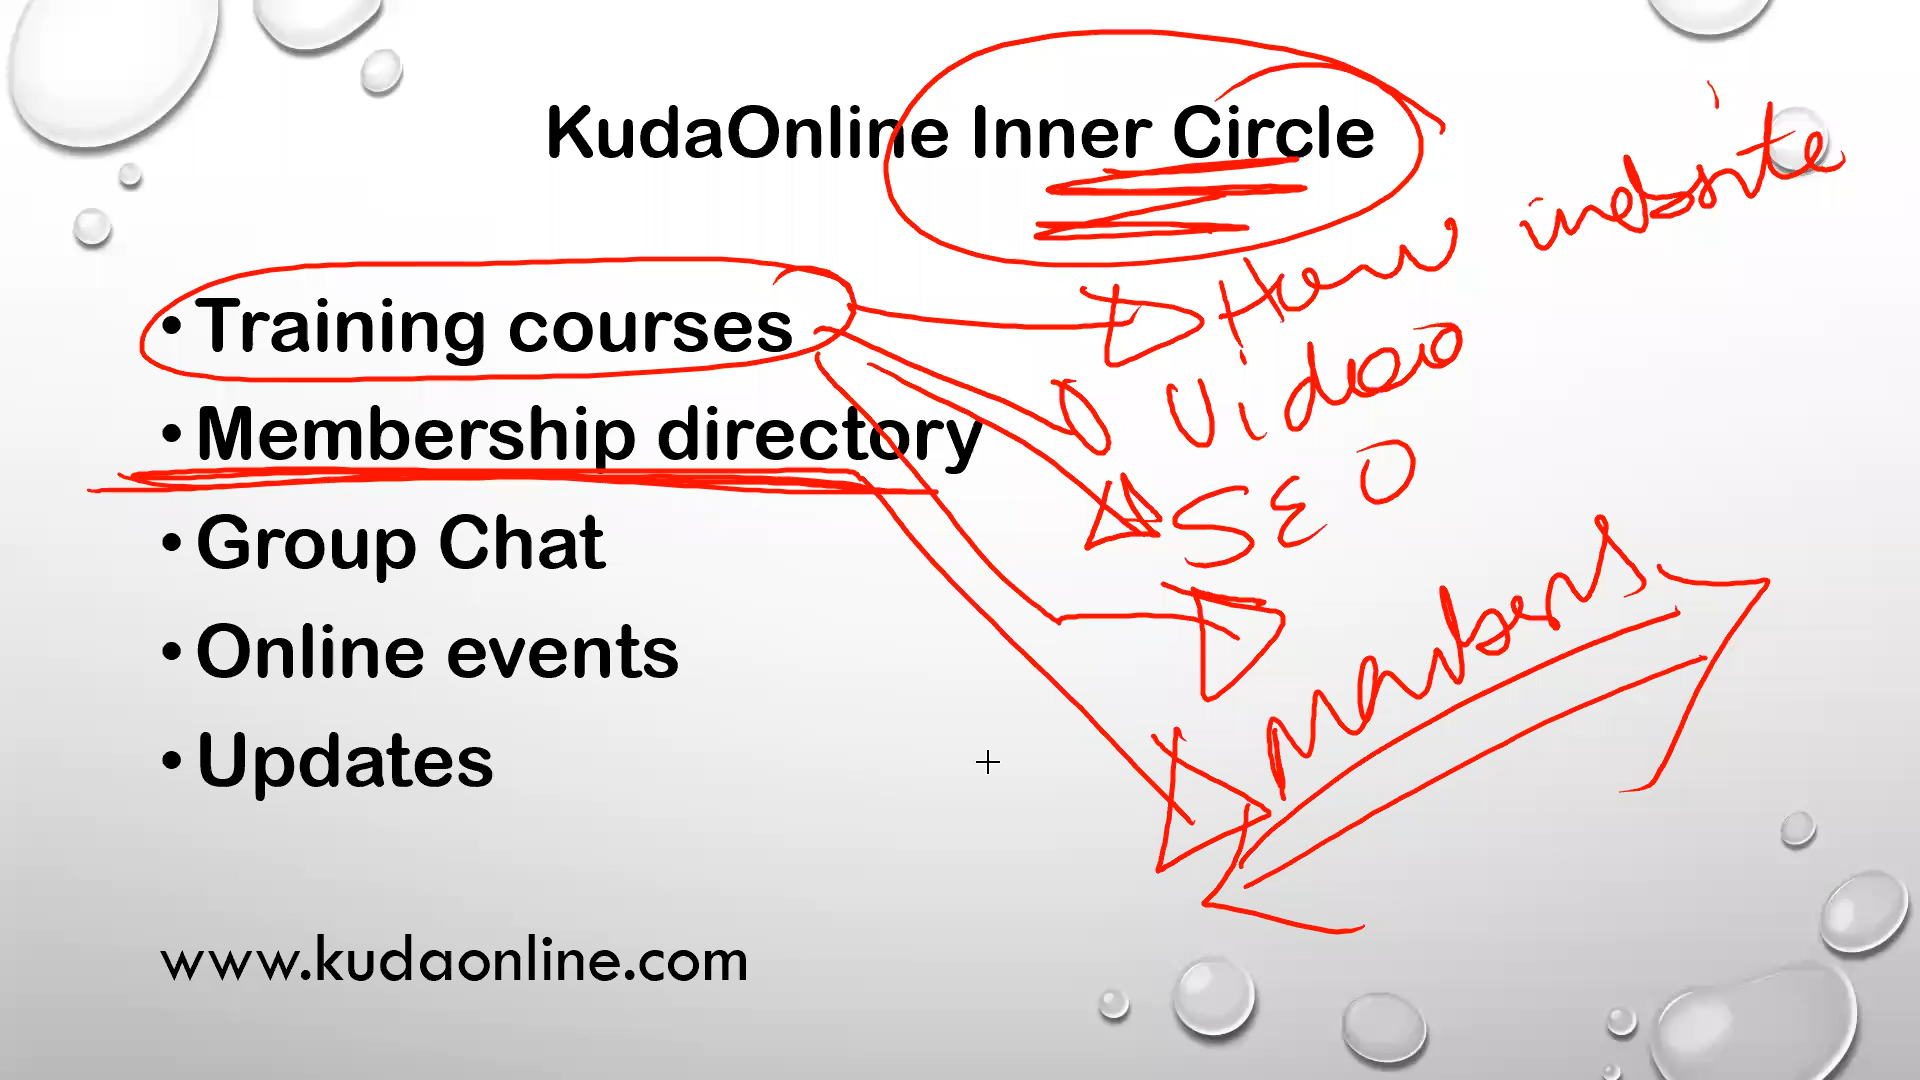 KudaOnline Inner Circle
How website
• Training courses
Video
• Membership directory
SEO
• Group Chat
members
• Online events
• Updates
www.kudaonline.com